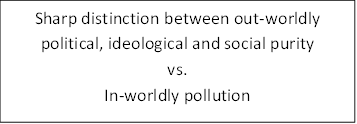 Sharp distinction between out-worldly
political, ideological and social purity
vs.
In-worldly pollution